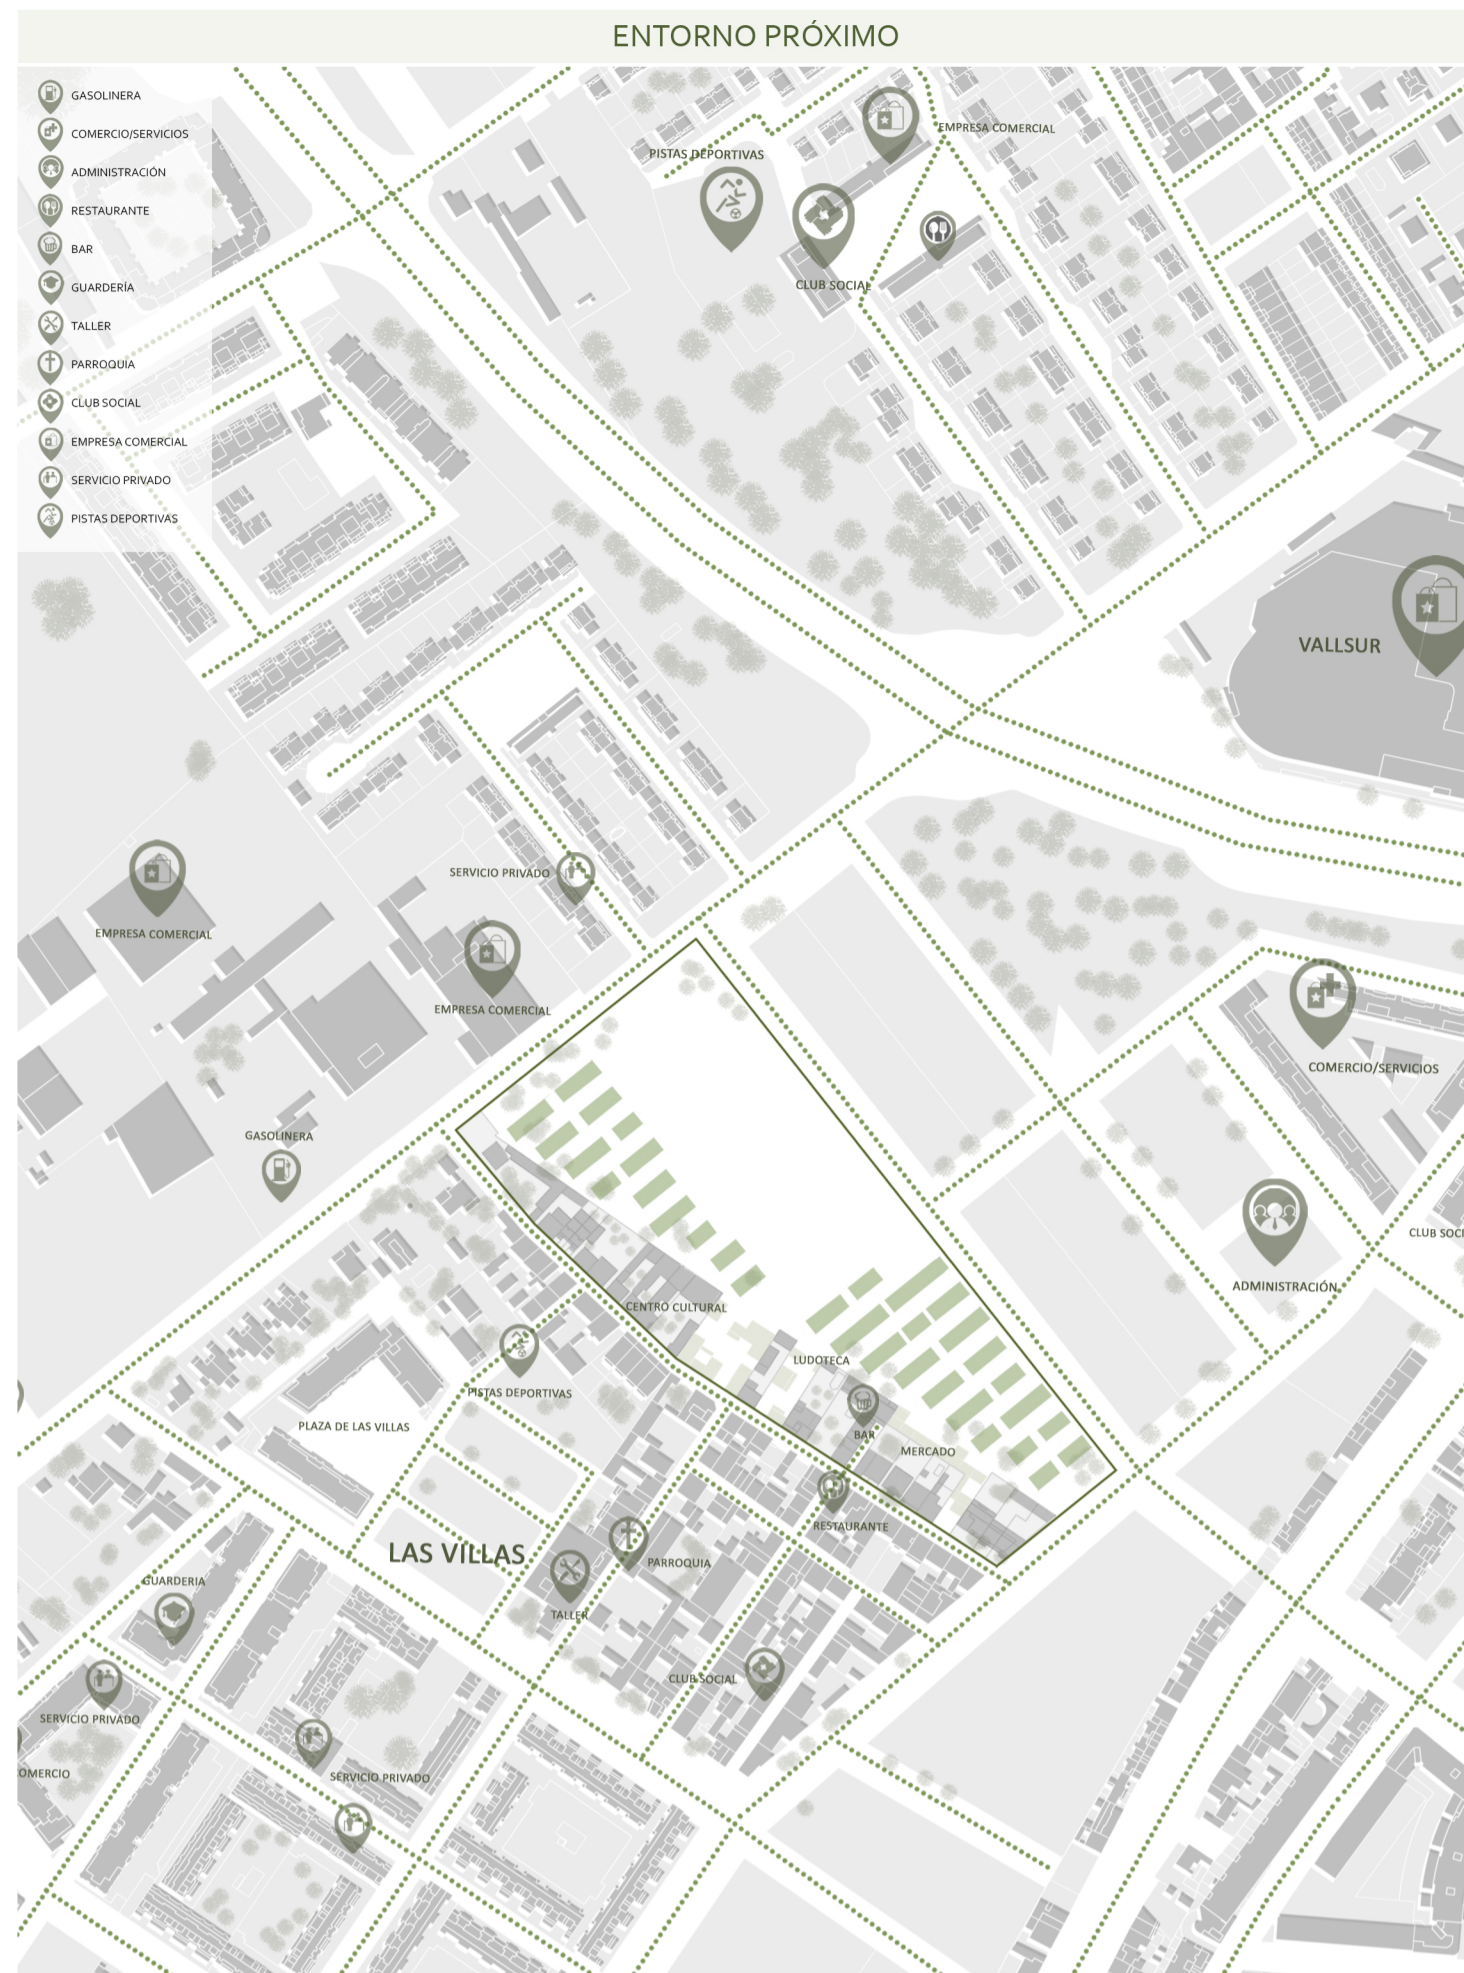 ENTORNO PRÓXIMO
GASOLINERA
COMERCIO/SERVICIOS
ADMINISTRACIÓN
RESTAURANTE
BAR
GUARDERÍA
TALLER
PARROQUIA
CLUB SOCIAL
EMPRESA COMERCIAL
SERVICIO PRIVADO
PISTAS DEPORTIVAS
EMPRESA COMERCIAL
PISTAS DEPORTIVAS
CLUB SOCIAL
VALLSUR
SERVICIO PRIVADO
EMPRESA COMERCIAL
EMPRESA COMERCIAL
COMERCIO/SERVICIOS
GASOLINERA
CLUB SOCI
ADMINISTRACIÓN
CENTRO CULTURAL
LUDOTECA
PISTAS DEPORTIVAS
PLAZA DE LAS VILLAS
BAR
MERCADO
RESTAURANTE
LAS VILLAS
PARROQUIA
GUARDERIA
TALLER
CLUB SOCIAL
SERVICIO PRIVADO
OMERCIO
SERVICIO PRIVADO